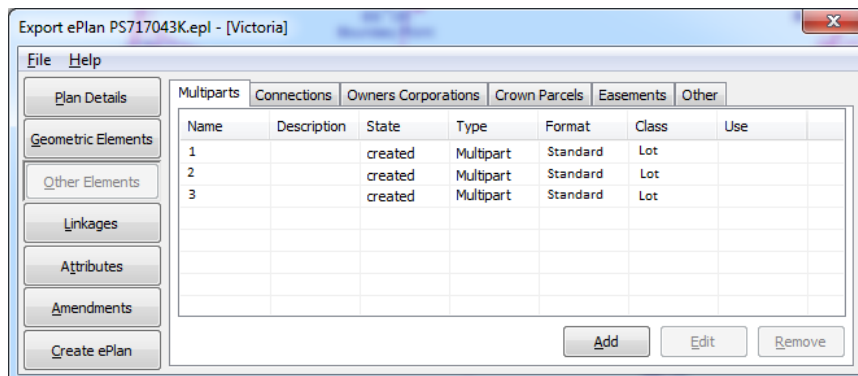 Export ePlan PS717043K.epl - [Victoria]
File Help
Plan Details
Geometric Elements
Other Elements
Linkages
Attributes
Amendments
Create ePlan
Multiparts Connections Owners Corporations Crown Parcels Easements Other
Name Description State Type Format Class Use
1 created Multipart Standard Lot
2 created Multipart Standard Lot
3 created Multipart Standard Lot
Add Edit Remove